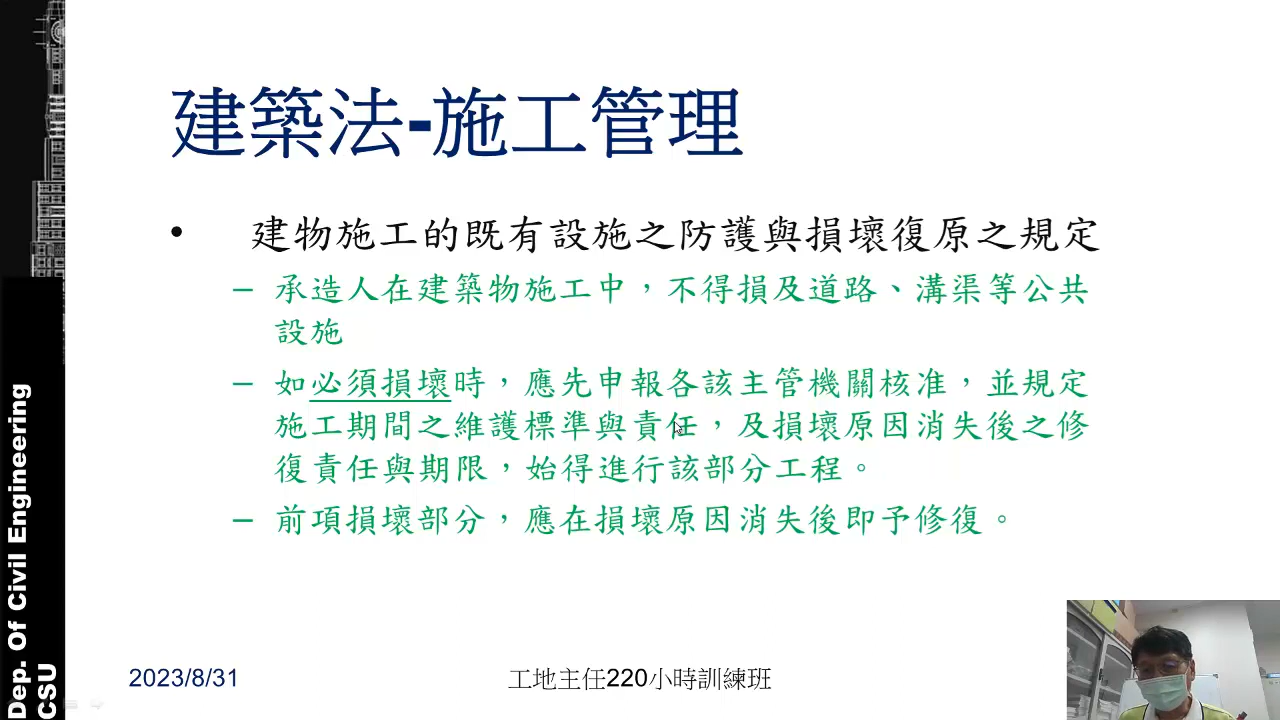 建築法-施工管理
• 建物施工的既有設施之防護與損壞復原之規定
– 承造人在建築物施工中，不得損及道路、溝渠等公共
設施
– 如必須損壞時，應先申報各該主管機關核准，並規定
施工期間之維護標準與責任，及損壞原因消失後之修
復責任與期限，始得進行該部分工程。
– 前項損壞部分，應在損壞原因消失後即予修復。
Dep. Of Civil Engineering
CSU
2023/8/31
工地主任220小時訓練班